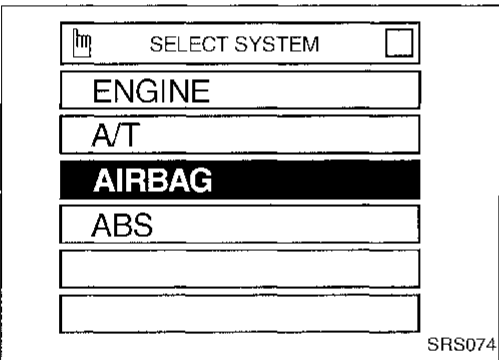 SELECT SYSTEM
ENGINE
A/T
AIRBAG
ABS
SRS074